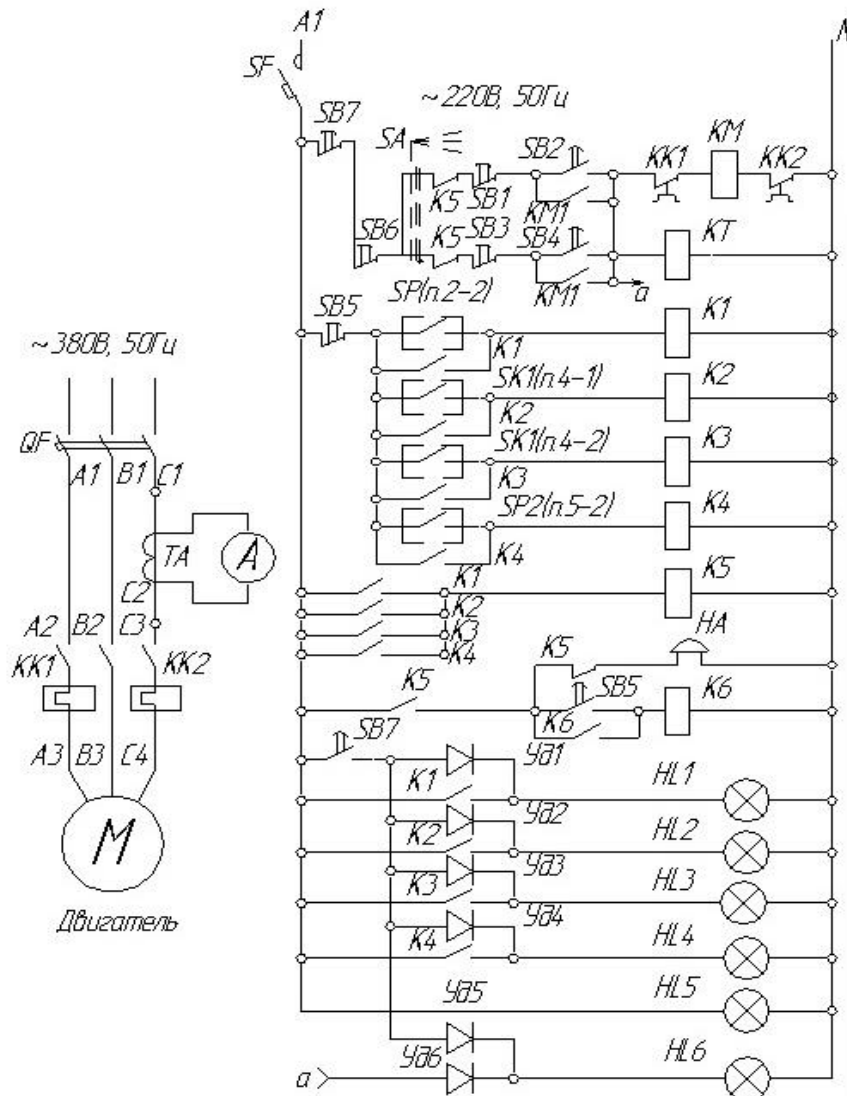 A1
N
SF
~220В, 50Гц
SB7
SA
SB2
KK1
KM
KK2
K5
SB1
KM1
SB6
K5
SB3
SB4
KT
KM1
a
SP(п.2-2)
SB5
K1
K1
~380В, 50Гц
SK1(п.4-1)
K2
K2
QF
A1
B1
C1
SK1(п.4-2)
K3
K3
SP2(п.5-2)
K4
TA
A
K4
C2
K1
K5
K2
A2
B2
C3
K3
HA
K4
KK1
KK2
K5
SB5
K5
K6
K6
SB7
A3
B3
C4
Уд1
K1
HL1
Уд2
M
K2
HL2
Уд3
K3
HL3
Уд4
Двигатель
K4
HL4
Уд5
HL5
Уд6
HL6
a